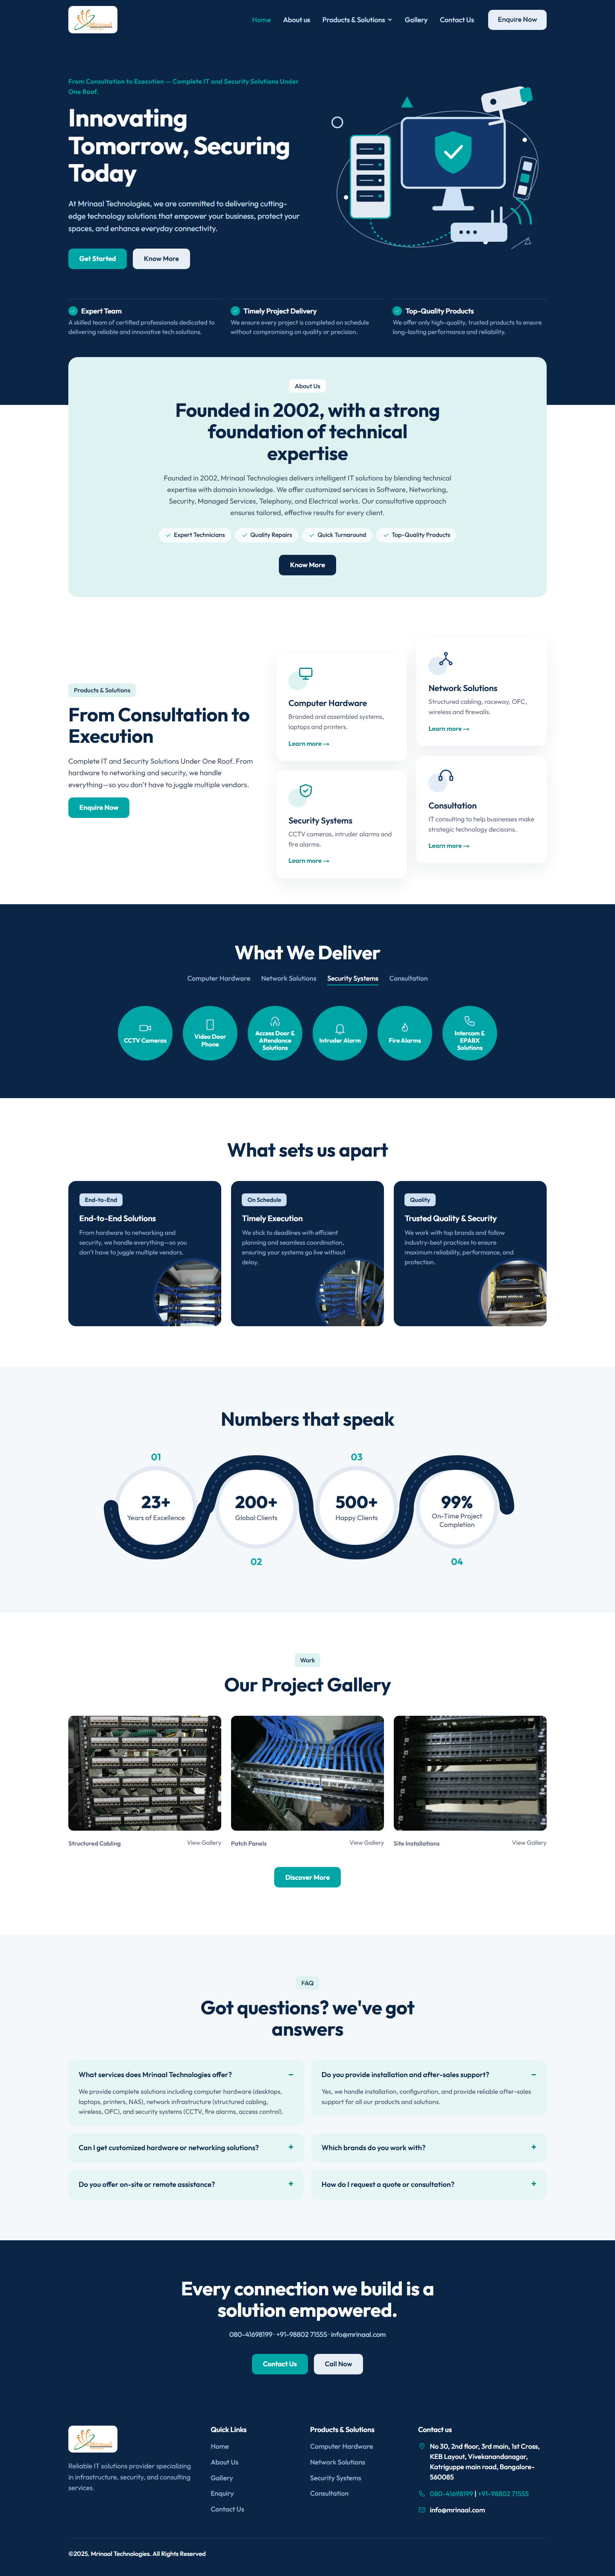 Mrinaal
Home
About us
Products & Solutions
Gallery
Contact Us
Enquire Now
From Consultation to Execution — Complete IT and Security Solutions Under
One Roof.
Innovating
Tomorrow, Securing
Today
At Mrinaal Technologies, we are committed to delivering cutting-
edge technology solutions that empower your business, protect your
spaces, and enhance everyday connectivity.
Get Started
Know More
Expert Team
A skilled team of certified professionals dedicated to
delivering reliable and innovative tech solutions.
Timely Project Delivery
We ensure every project is completed on schedule
without compromising on quality or precision.
Top-Quality Products
We offer only high-quality, trusted products to ensure
long-lasting performance and reliability.
About Us
Founded in 2002, with a strong
foundation of technical
expertise
Founded in 2002, Mrinaal Technologies delivers intelligent IT solutions by blending technical
expertise with domain knowledge. We offer customized services in Software, Networking,
Security, Managed Services, Telephony, and Electrical works. Our consultative approach
ensures tailored, effective results for every client.
Expert Technicians
Quality Repairs
Quick Turnaround
Top-Quality Products
Know More
Products & Solutions
From Consultation to
Execution
Complete IT and Security Solutions Under One Roof. From
hardware to networking and security, we handle
everything—so you don't have to juggle multiple vendors.
Enquire Now
Computer Hardware
Branded and assembled systems,
laptops and printers.
Learn more →
Network Solutions
Structured cabling, raceway, OFC,
wireless and firewalls.
Learn more →
Security Systems
CCTV cameras, intruder alarms and
fire alarms.
Learn more →
Consultation
IT consulting to help businesses make
strategic technology decisions.
Learn more →
What We Deliver
Computer Hardware
Network Solutions
Security Systems
Consultation
CCTV Cameras
Video Door
Phone
Access Door &
Attendance
Solutions
Intruder Alarm
Fire Alarms
Intercom &
EPABX
Solutions
What sets us apart
End-to-End
End-to-End Solutions
From hardware to networking and
security, we handle everything—so you
don't have to juggle multiple vendors.
On Schedule
Timely Execution
We stick to deadlines with efficient
planning and seamless coordination,
ensuring your systems go live without
delay.
Quality
Trusted Quality & Security
We work with top brands and follow
industry-best practices to ensure
maximum reliability, performance, and
protection.
Numbers that speak
01
23+
Years of Excellence
200+
Global Clients
02
03
500+
Happy Clients
99%
On-Time Project
Completion
04
Work
Our Project Gallery
Structured Cabling
View Gallery
Patch Panels
View Gallery
Site Installations
View Gallery
Discover More
FAQ
Got questions? we've got
answers
What services does Mrinaal Technologies offer?
−
We provide complete solutions including computer hardware (desktops,
laptops, printers, NAS), network infrastructure (structured cabling,
wireless, OFC), and security systems (CCTV, fire alarms, access control).
Do you provide installation and after-sales support?
−
Yes, we handle installation, configuration, and provide reliable after-sales
support for all our products and solutions.
Can I get customized hardware or networking solutions?
+
Which brands do you work with?
+
Do you offer on-site or remote assistance?
+
How do I request a quote or consultation?
+
Every connection we build is a
solution empowered.
080-41698199 · +91-98802 71555 · info@mrinaal.com
Contact Us
Call Now
Mrinaal
Reliable IT solutions provider specializing
in infrastructure, security, and consulting
services.
Quick Links
Home
About Us
Gallery
Enquiry
Contact Us
Products & Solutions
Computer Hardware
Network Solutions
Security Systems
Consultation
Contact us
No 30, 2nd floor, 3rd main, 1st Cross,
KEB Layout, Vivekanandanagar,
Katriguppe main road, Bangalore-
560085
080-41698199 | +91-98802 71555
info@mrinaal.com
©2025. Mrinaal Technologies. All Rights Reserved